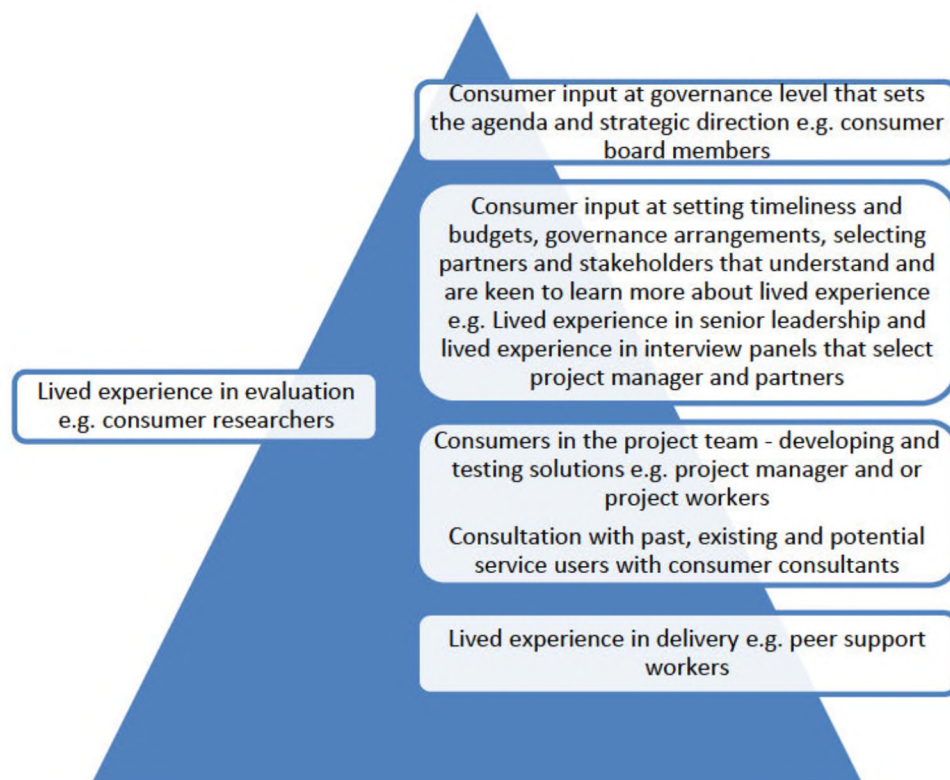 Consumer input at governance level that sets
the agenda and strategic direction e.g. consumer
board members
Consumer input at setting timeliness and
budgets, governance arrangements, selecting
partners and stakeholders that understand and
are keen to learn more about lived experience
e.g. Lived experience in senior leadership and
lived experience in interview panels that select
project manager and partners
Lived experience in evaluation
e.g. consumer researchers
Consumers in the project team - developing and
testing solutions e.g. project manager and or
project workers
Consultation with past, existing and potential
service users with consumer consultants
Lived experience in delivery e.g. peer support
workers